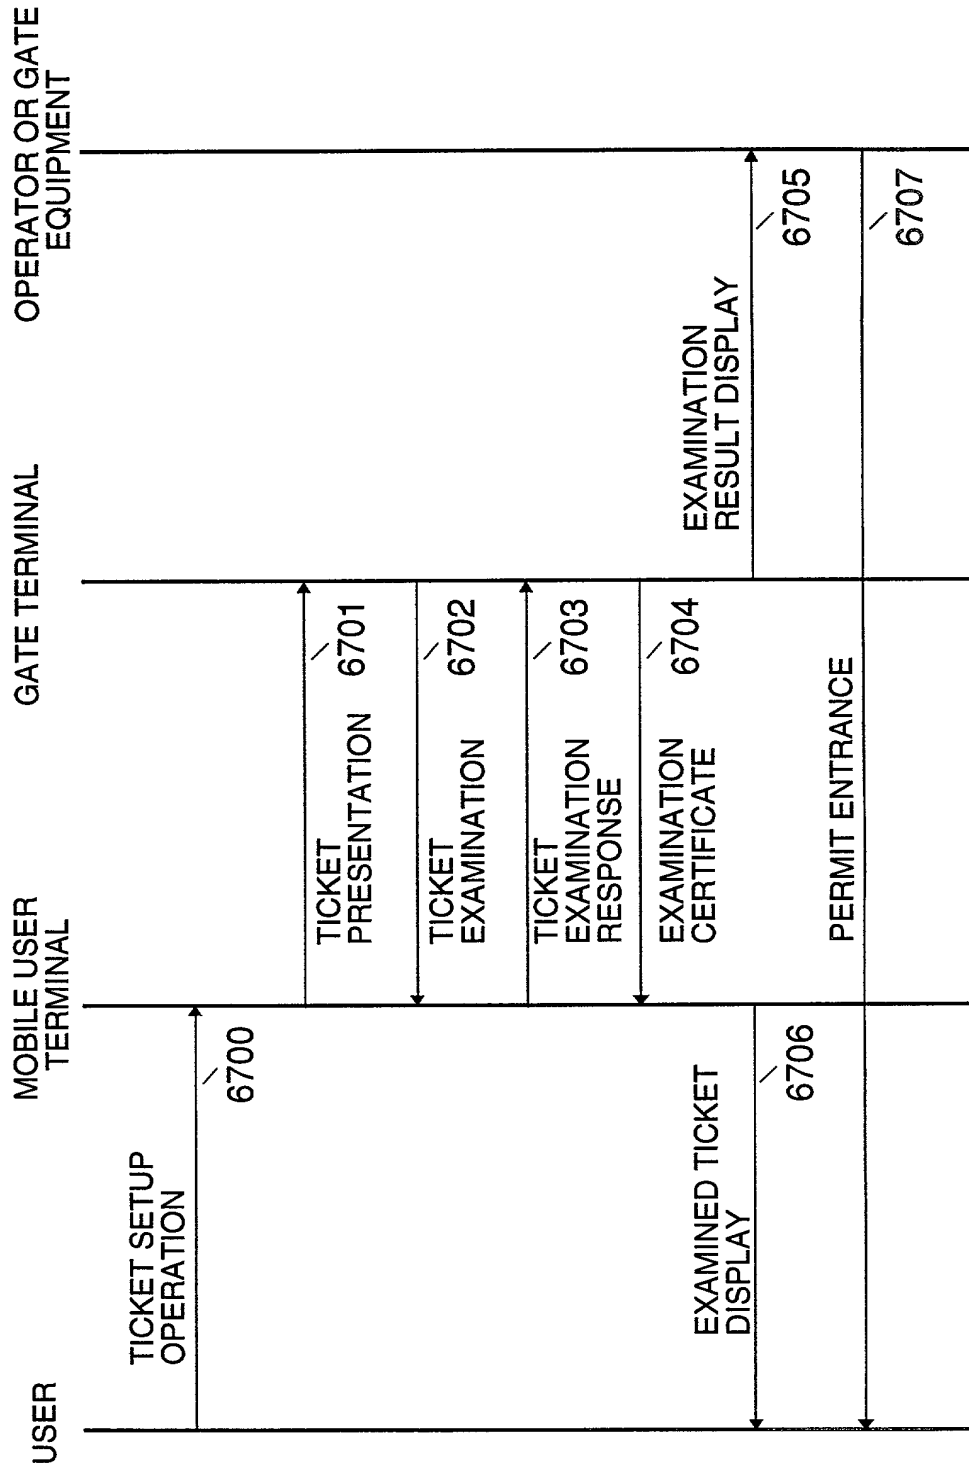 USER
MOBILE USER
TERMINAL
GATE TERMINAL
OPERATOR OR GATE
EQUIPMENT
TICKET SETUP
OPERATION
6700
TICKET
PRESENTATION
6701
TICKET
EXAMINATION
6702
TICKET
EXAMINATION
RESPONSE
6703
EXAMINATION
CERTIFICATE
6704
EXAMINATION
RESULT DISPLAY
6705
EXAMINED TICKET
DISPLAY
6706
PERMIT ENTRANCE
6707